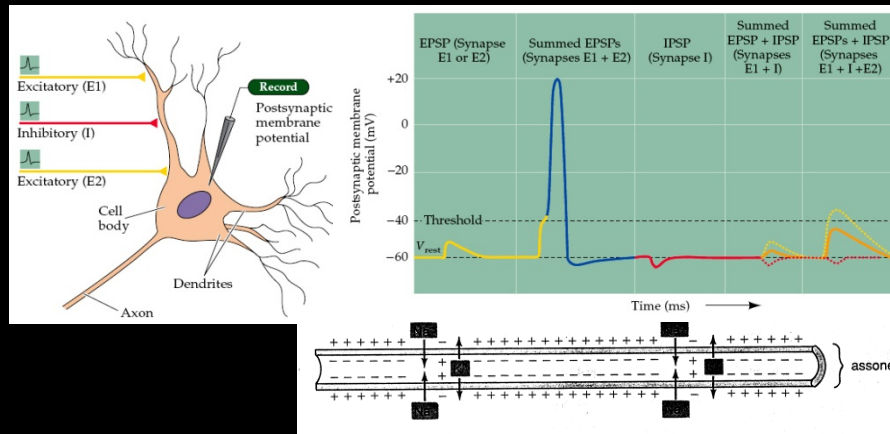 Excitatory (E1)
Inhibitory (I)
Excitatory (E2)
Record
Postsynaptic
membrane
potential
Cell
body
Dendrites
Axon
Postsynaptic membrane
potential (mV)
EPSP (Synapse
E1 or E2)
Summed EPSPs
(Synapses E1 + E2)
IPSP
(Synapse I)
Summed
EPSP + IPSP
(Synapses
E1 + I)
Summed
EPSPs + IPSP
(Synapses
E1 + I +E2)
+20
0
−20
−40
−60
Threshold
Vrest
Time (ms)
assone